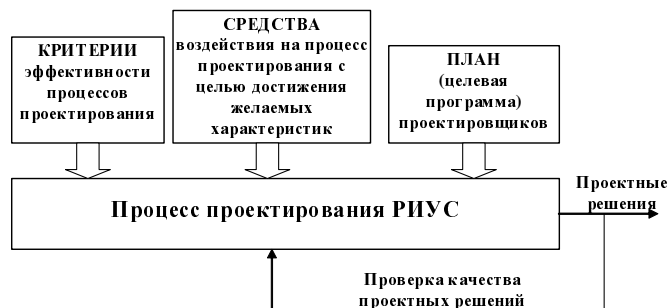 КРИТЕРИИ
эффективности
процессов
проектирования
СРЕДСТВА
воздействия на процесс
проектирования с
целью достижения
желаемых
характеристик
ПЛАН
(целевая
программа)
проектировщиков
Процесс проектирования РИУС
Проектные
решения
Проверка качества
проектных решений